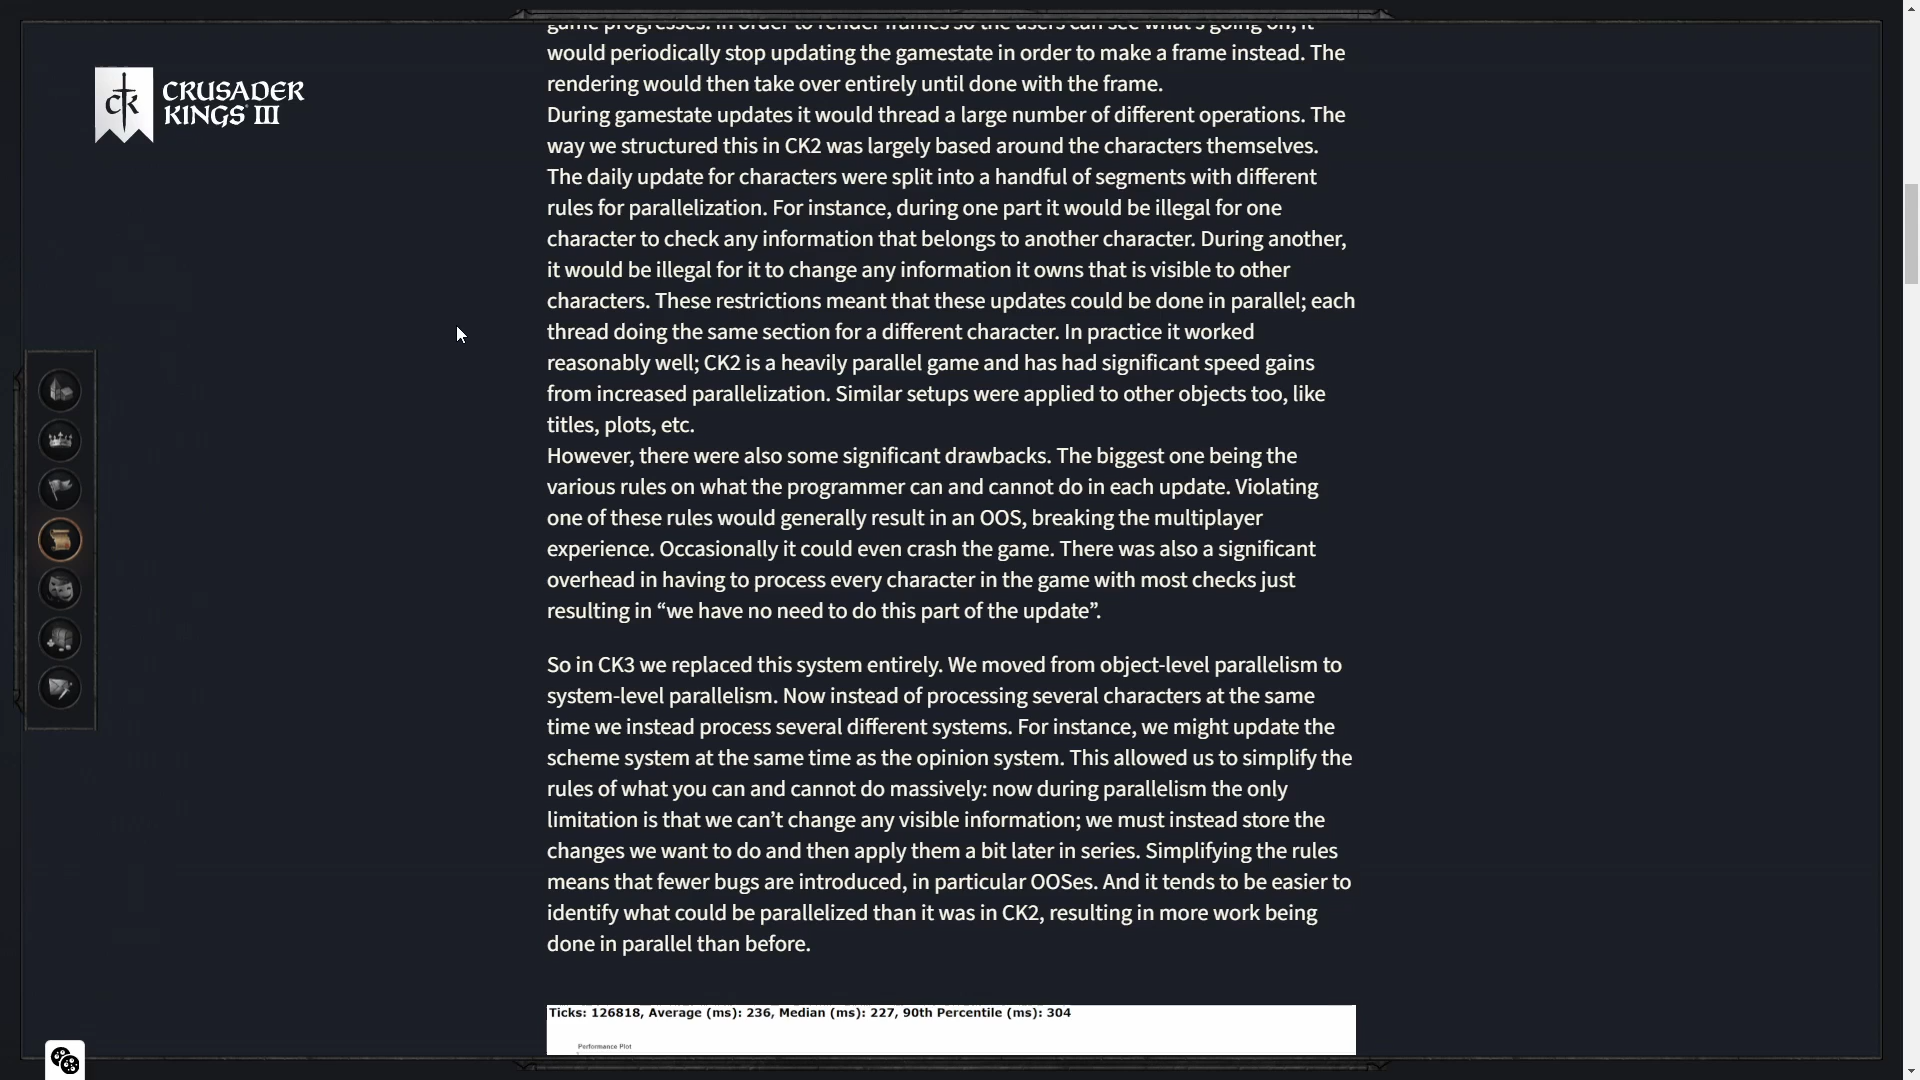 game progresses. In order to render frames so the users can see what's going on, it
would periodically stop updating the gamestate in order to make a frame instead. The
rendering would then take over entirely until done with the frame.
During gamestate updates it would thread a large number of different operations. The
way we structured this in CK2 was largely based around the characters themselves.
The daily update for characters were split into a handful of segments with different
rules for parallelization. For instance, during one part it would be illegal for one
character to check any information that belongs to another character. During another,
it would be illegal for it to change any information it owns that is visible to other
characters. These restrictions meant that these updates could be done in parallel; each
thread doing the same section for a different character. In practice it worked
reasonably well; CK2 is a heavily parallel game and has had significant speed gains
from increased parallelization. Similar setups were applied to other objects too, like
titles, plots, etc.
However, there were also some significant drawbacks. The biggest one being the
various rules on what the programmer can and cannot do in each update. Violating
one of these rules would generally result in an OOS, breaking the multiplayer
experience. Occasionally it could even crash the game. There was also a significant
overhead in having to process every character in the game with most checks just
resulting in “we have no need to do this part of the update”.
So in CK3 we replaced this system entirely. We moved from object-level parallelism to
system-level parallelism. Now instead of processing several characters at the same
time we instead process several different systems. For instance, we might update the
scheme system at the same time as the opinion system. This allowed us to simplify the
rules of what you can and cannot do massively: now during parallelism the only
limitation is that we can’t change any visible information; we must instead store the
changes we want to do and then apply them a bit later in series. Simplifying the rules
means that fewer bugs are introduced, in particular OOSes. And it tends to be easier to
identify what could be parallelized than it was in CK2, resulting in more work being
done in parallel than before.
Ticks: 126818, Average (ms): 236, Median (ms): 227, 90th Percentile (ms): 304
Performance Plot
CK
CRUSADER
KINGS III